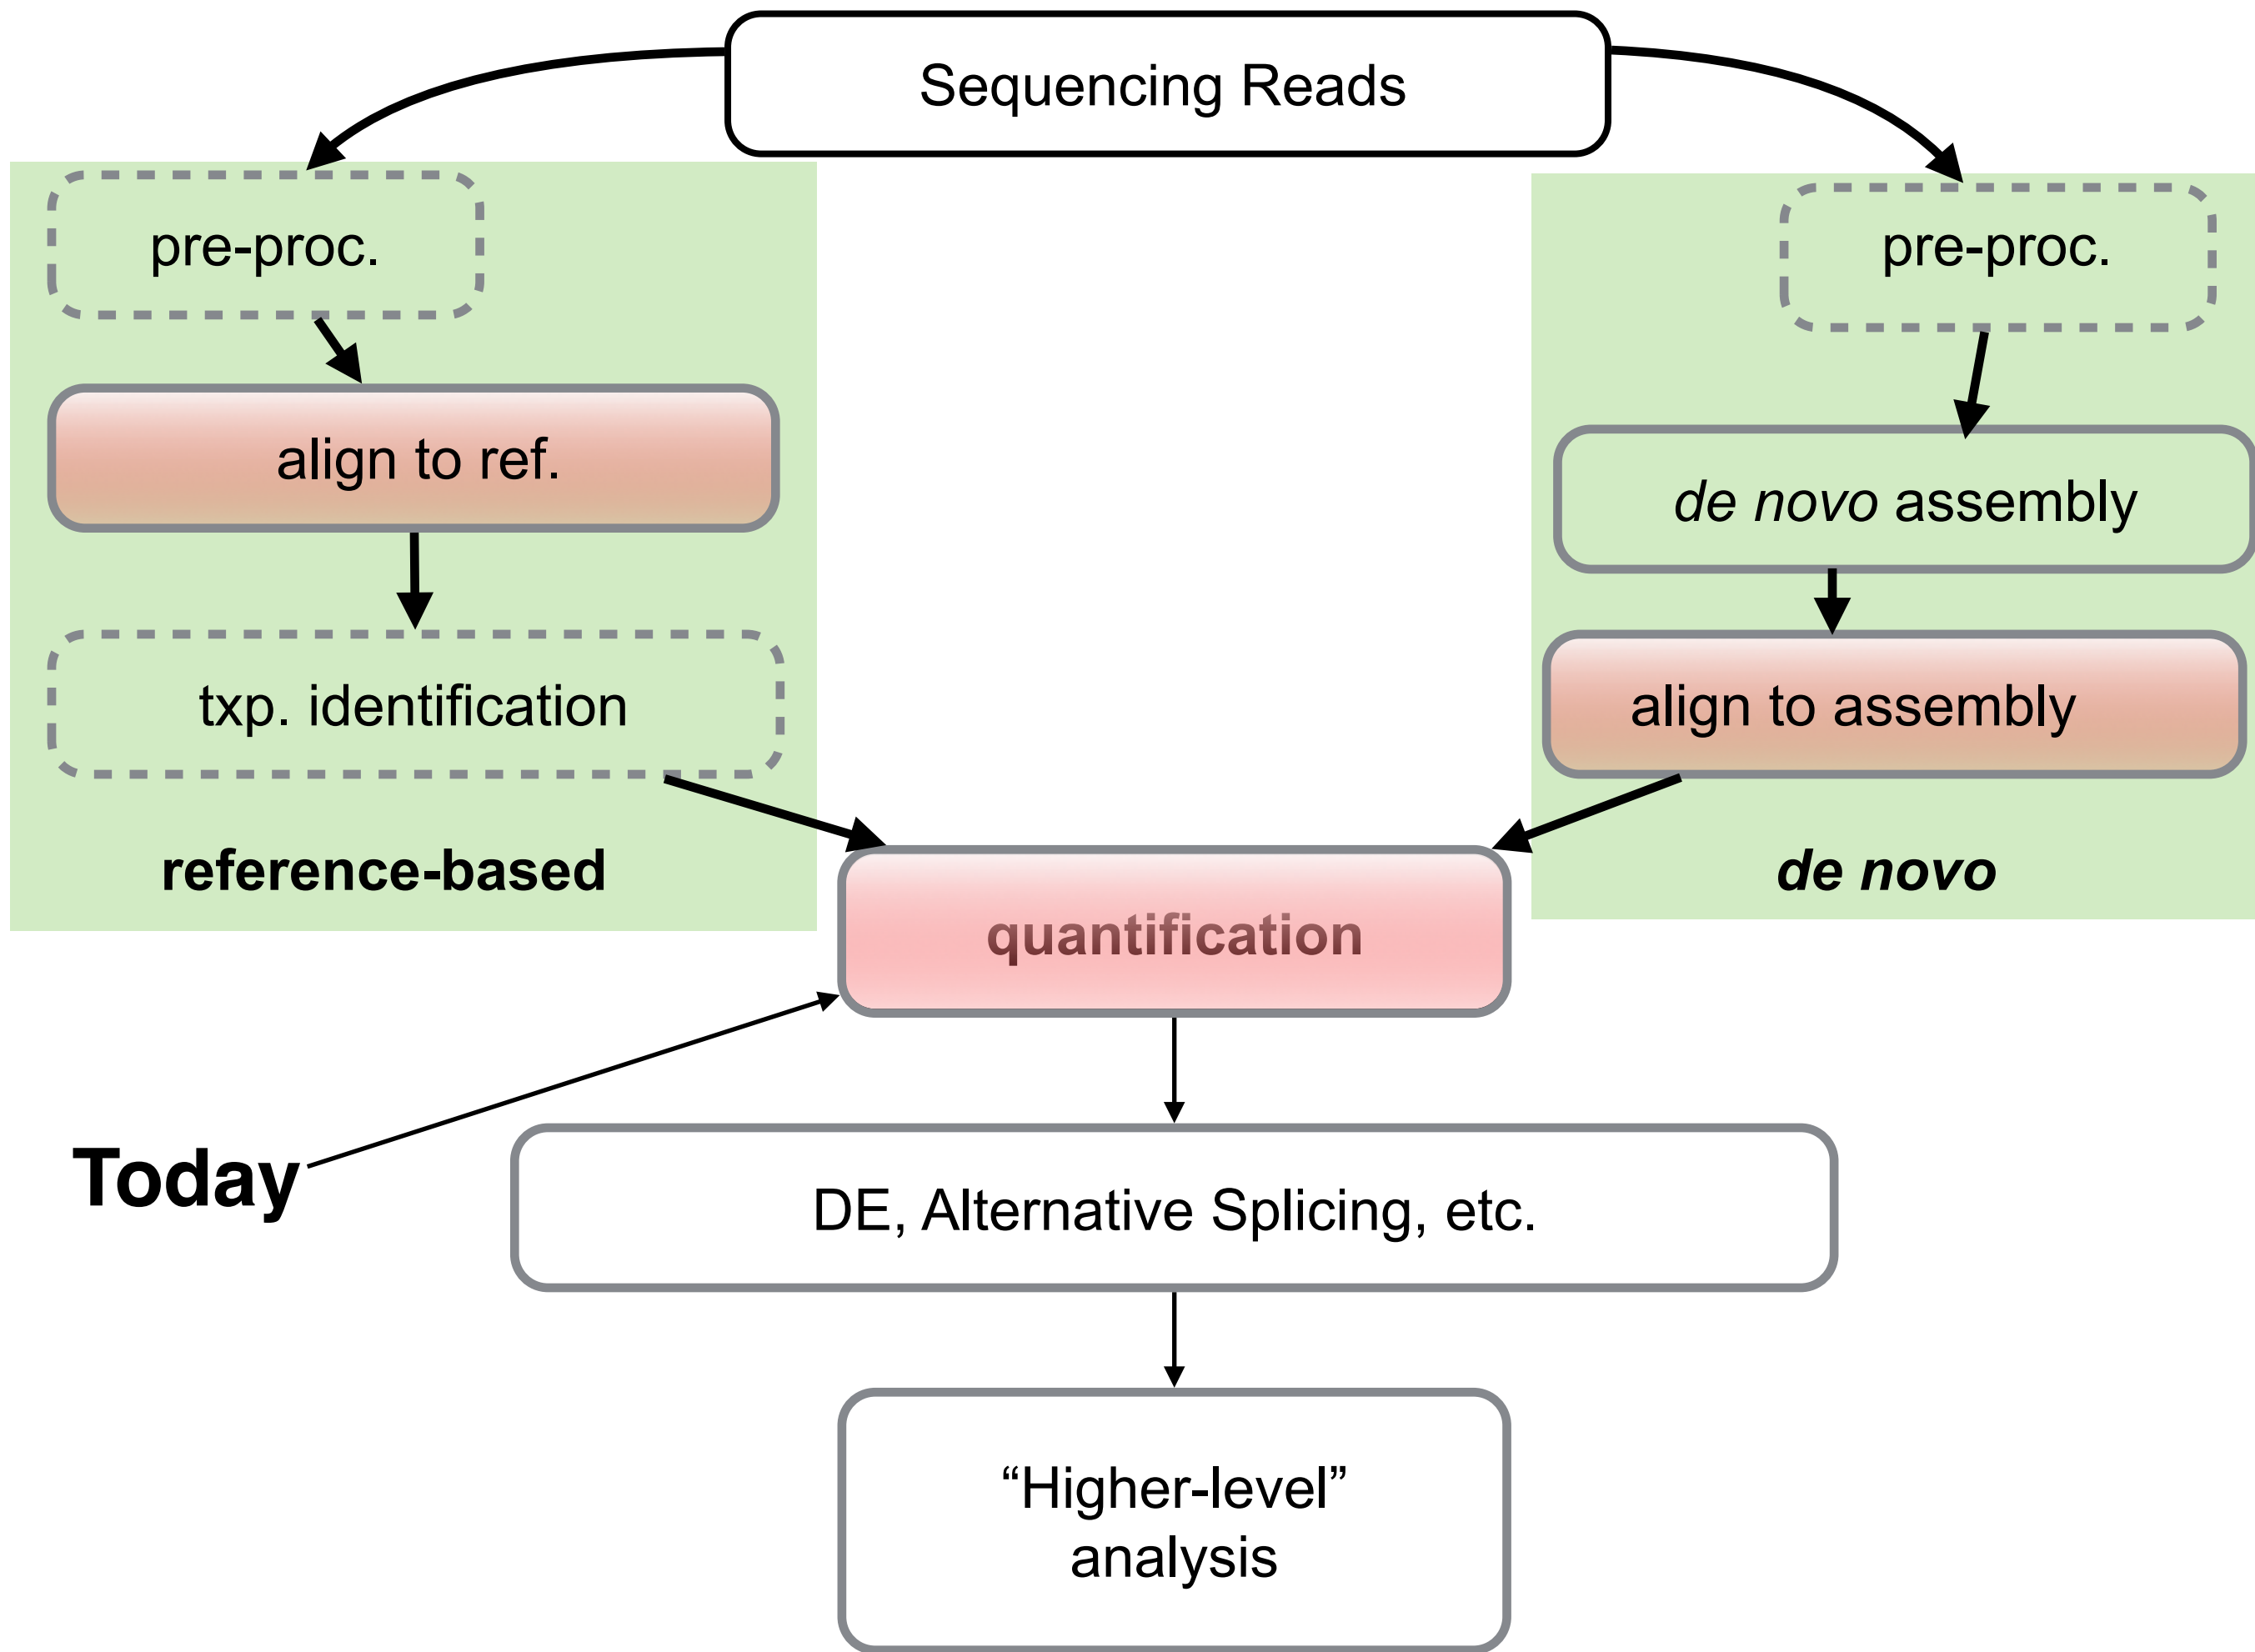 Sequencing Reads
pre-proc.
align to ref.
txp. identification
reference-based
pre-proc.
de novo assembly
align to assembly
de novo
quantification
Today
DE, Alternative Splicing, etc.
“Higher-level”
analysis